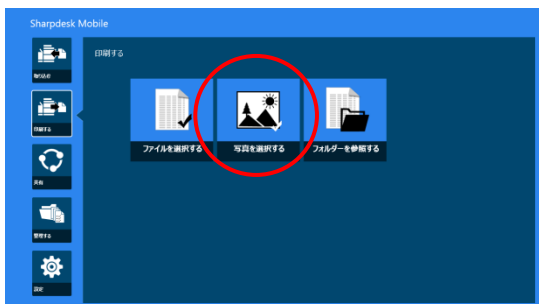 Sharpdesk Mobile
取り込む
印刷する
共有
管理する
設定
印刷する
ファイルを選択する
写真を選択する
フォルダーを参照する